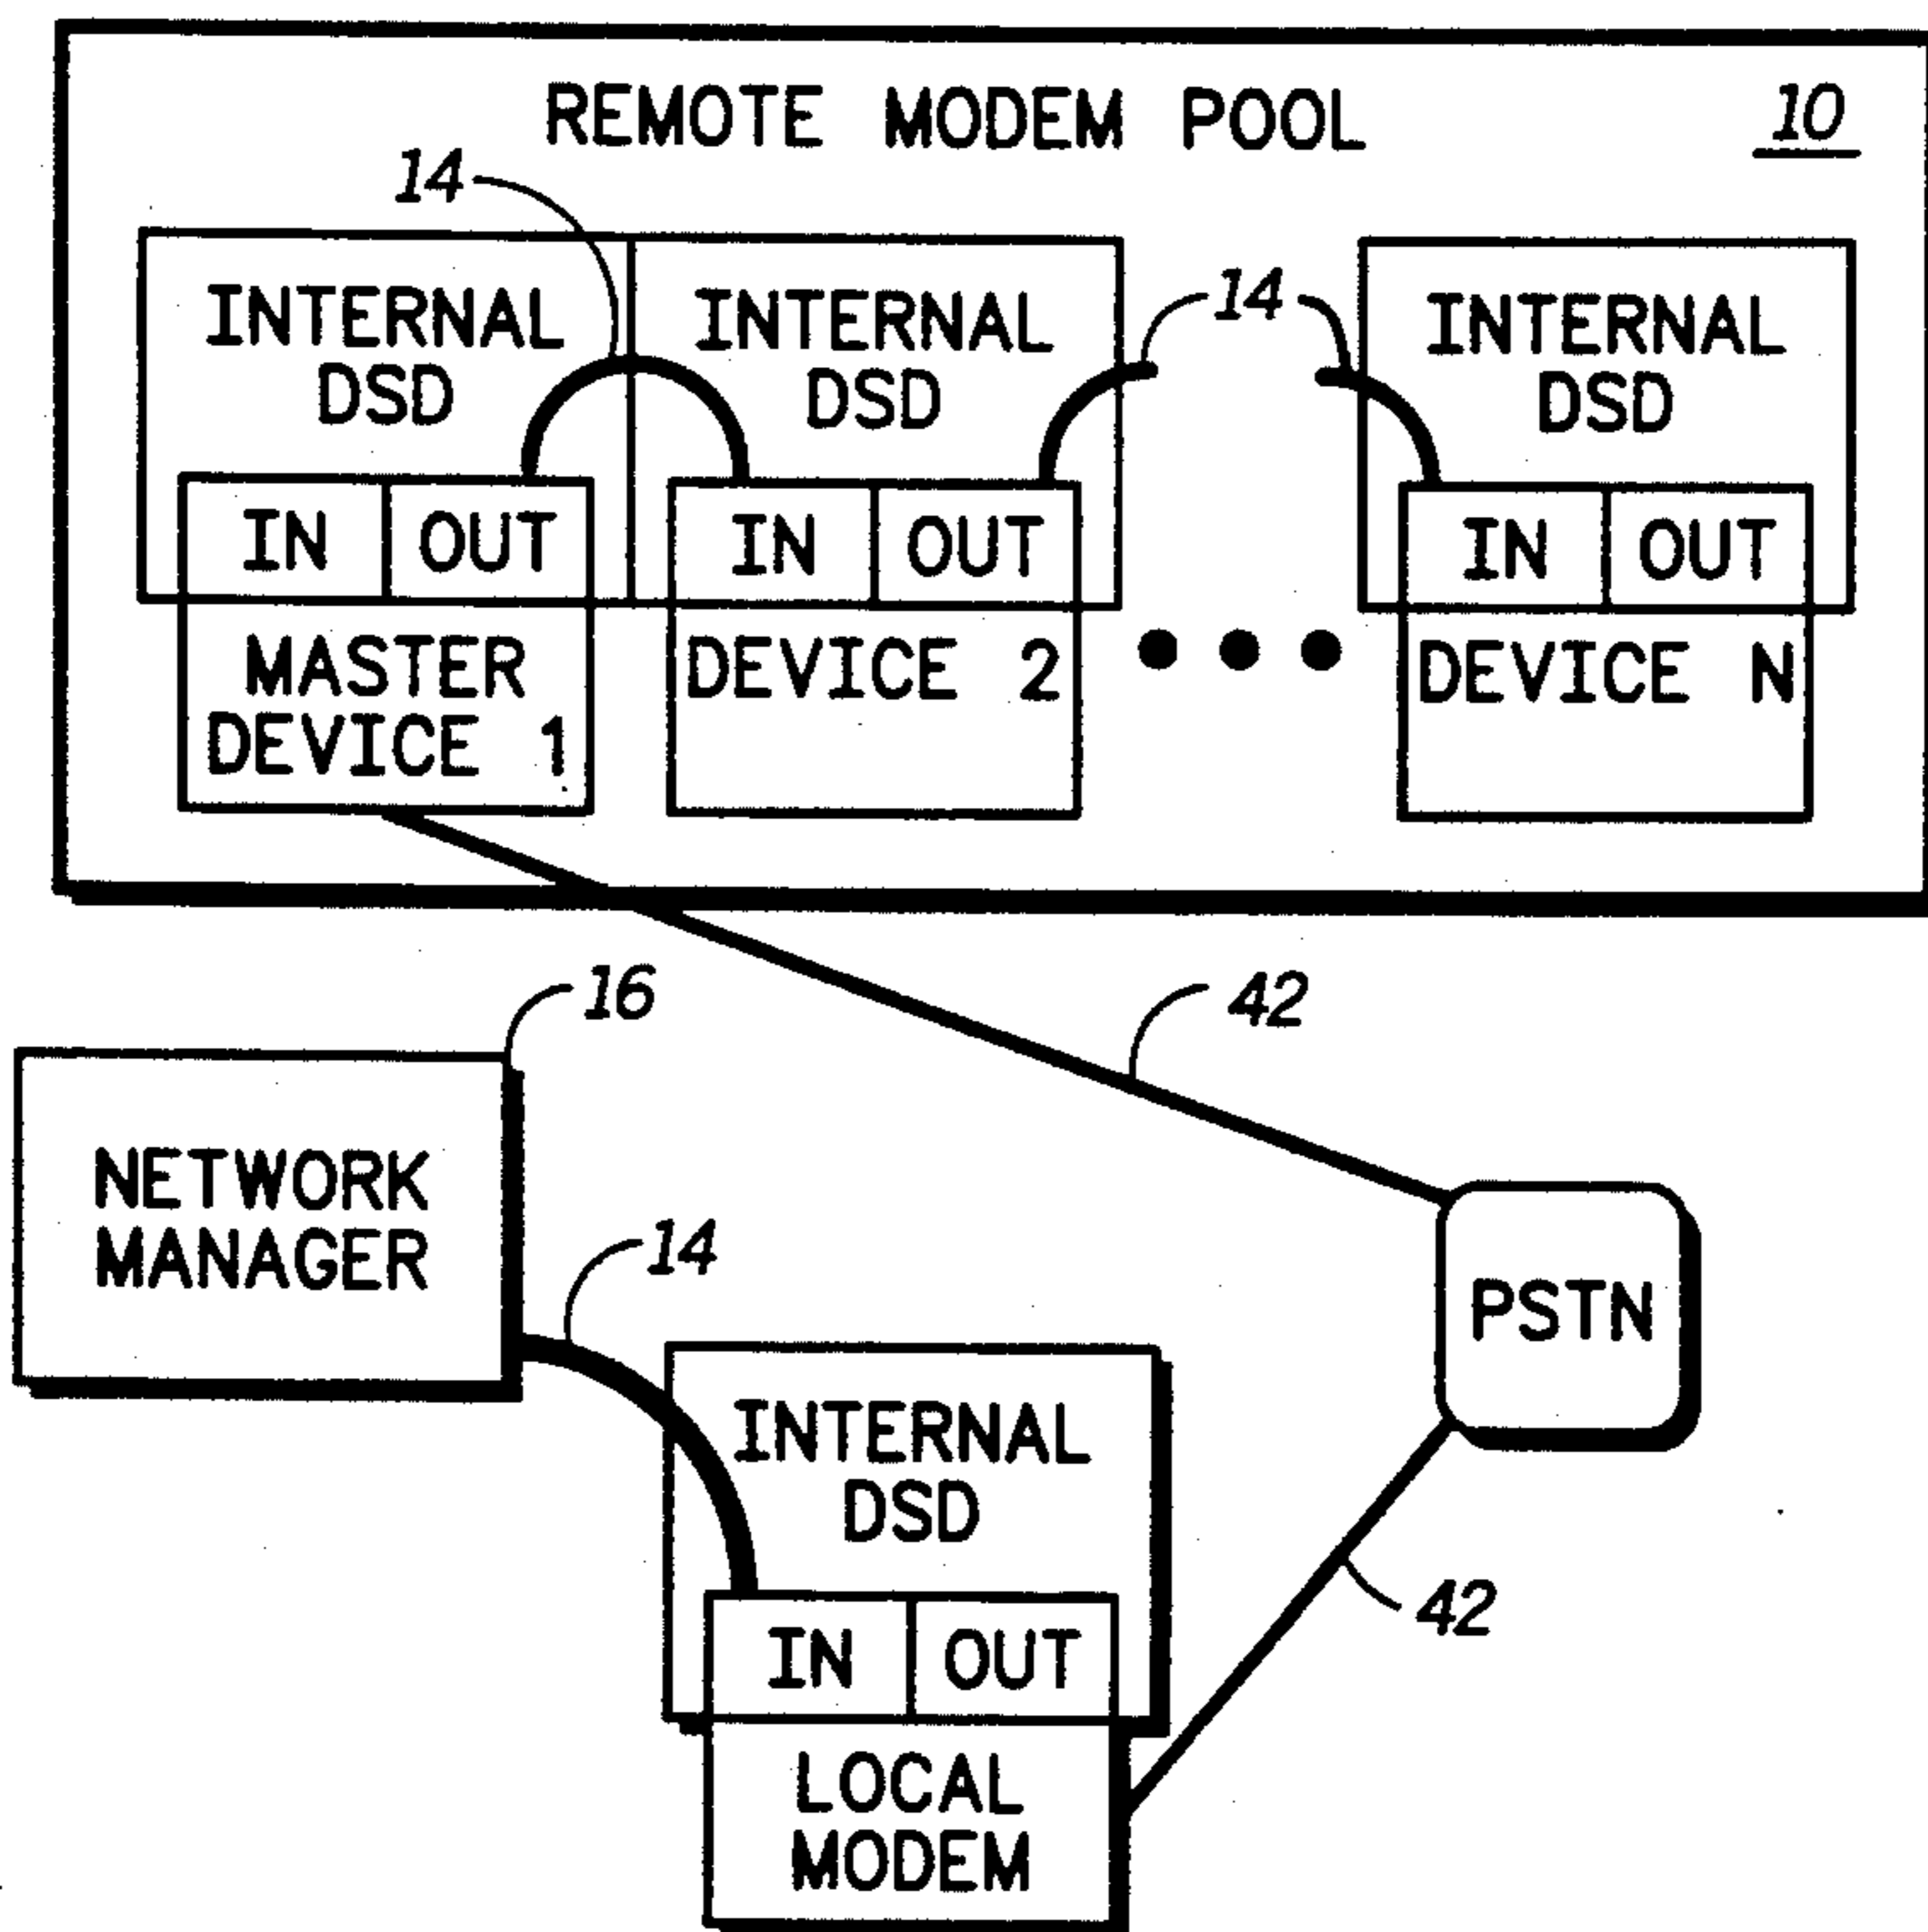 REMOTE MODEM POOL
10
14
INTERNAL DSD
INTERNAL DSD
14
INTERNAL DSD
IN OUT
IN OUT
IN OUT
MASTER DEVICE 1
DEVICE 2
DEVICE N
16
42
NETWORK
MANAGER
14
PSTN
INTERNAL
DSD
42
IN OUT
LOCAL
MODEM